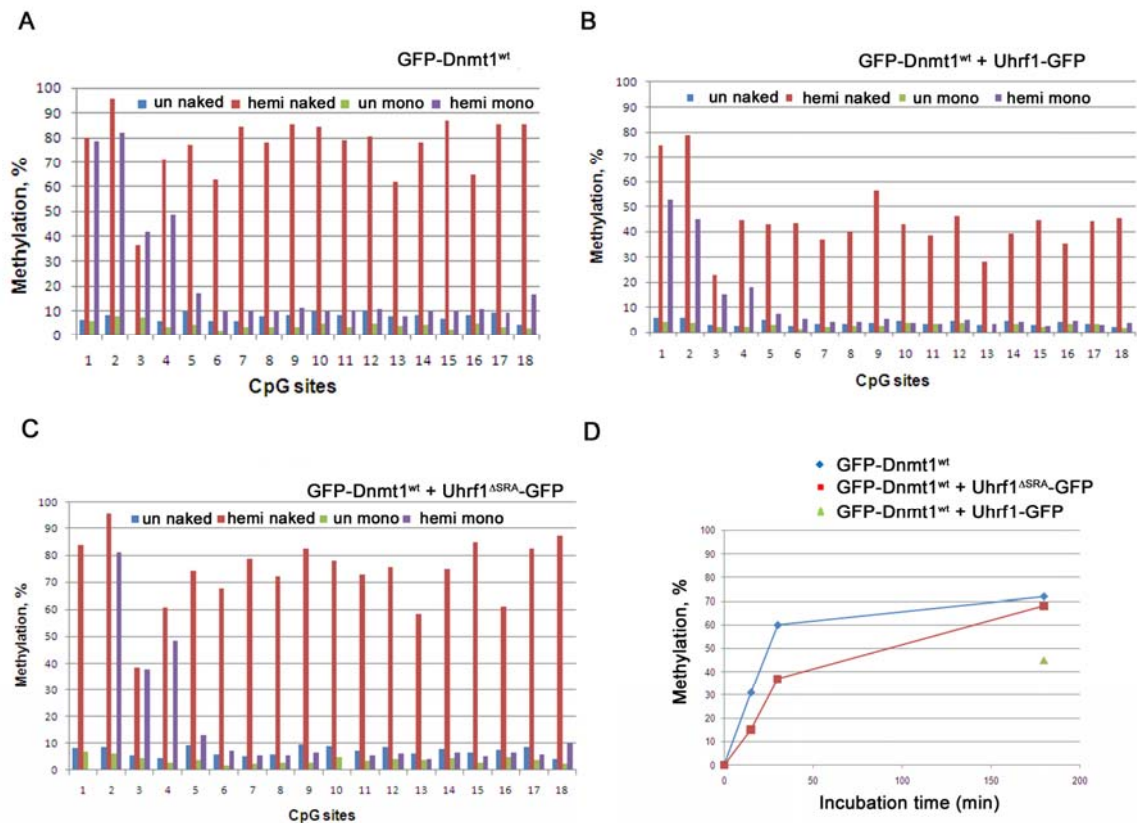 A
GFP-Dnmt1wt
un naked hemi naked un mono hemi mono
Methylation, %
100
90
80
70
60
50
40
30
20
10
0
1 2 3 4 5 6 7 8 9 10 11 12 13 14 15 16 17 18
CpG sites
B
GFP-Dnmt1wt + Uhrf1-GFP
un naked hemi naked un mono hemi mono
Methylation, %
100
90
80
70
60
50
40
30
20
10
0
1 2 3 4 5 6 7 8 9 10 11 12 13 14 15 16 17 18
CpG sites
C
GFP-Dnmt1wt + Uhrf1ΔSRA-GFP
un naked hemi naked un mono hemi mono
Methylation, %
100
90
80
70
60
50
40
30
20
10
0
1 2 3 4 5 6 7 8 9 10 11 12 13 14 15 16 17 18
CpG sites
D
GFP-Dnmt1wt
GFP-Dnmt1wt + Uhrf1ΔSRA-GFP
GFP-Dnmt1wt + Uhrf1-GFP
Methylation, %
100
90
80
70
60
50
40
30
20
10
0
0 50 100 150 200
Incubation time (min)